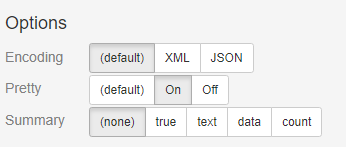 Options
Encoding (default) XML JSON
Pretty (default) On Off
Summary (none) true text data count